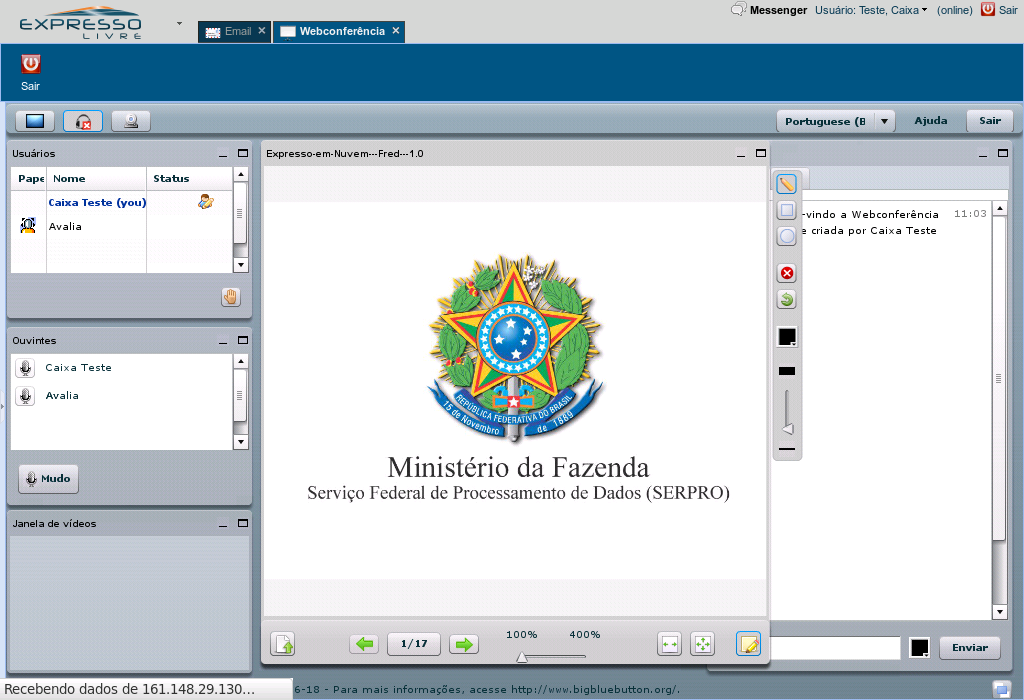 EXPRESSO
LIVRE
Email
Webconferência
Messenger
Usuário: Teste, Caixa
(online)
Sair
Sair
Portuguese (B
Ajuda
Sair
Usuários
Pape
Nome
Status
Caixa Teste (you)
Avalia
Ouvintes
Caixa Teste
Avalia
Mudo
Janela de vídeos
Expresso-em-Nuvem---Fred---1.0
REPÚBLICA FEDERATIVA DO BRASIL
15 de Novembro de 1889
Ministério da Fazenda
Serviço Federal de Processamento de Dados (SERPRO)
1/17
100%
400%
-vindo a Webconferência 11:03
e criada por Caixa Teste
Enviar
Recebendo dados de 161.148.29.130...
6-18 - Para mais informações, acesse http://www.bigbluebutton.org/.